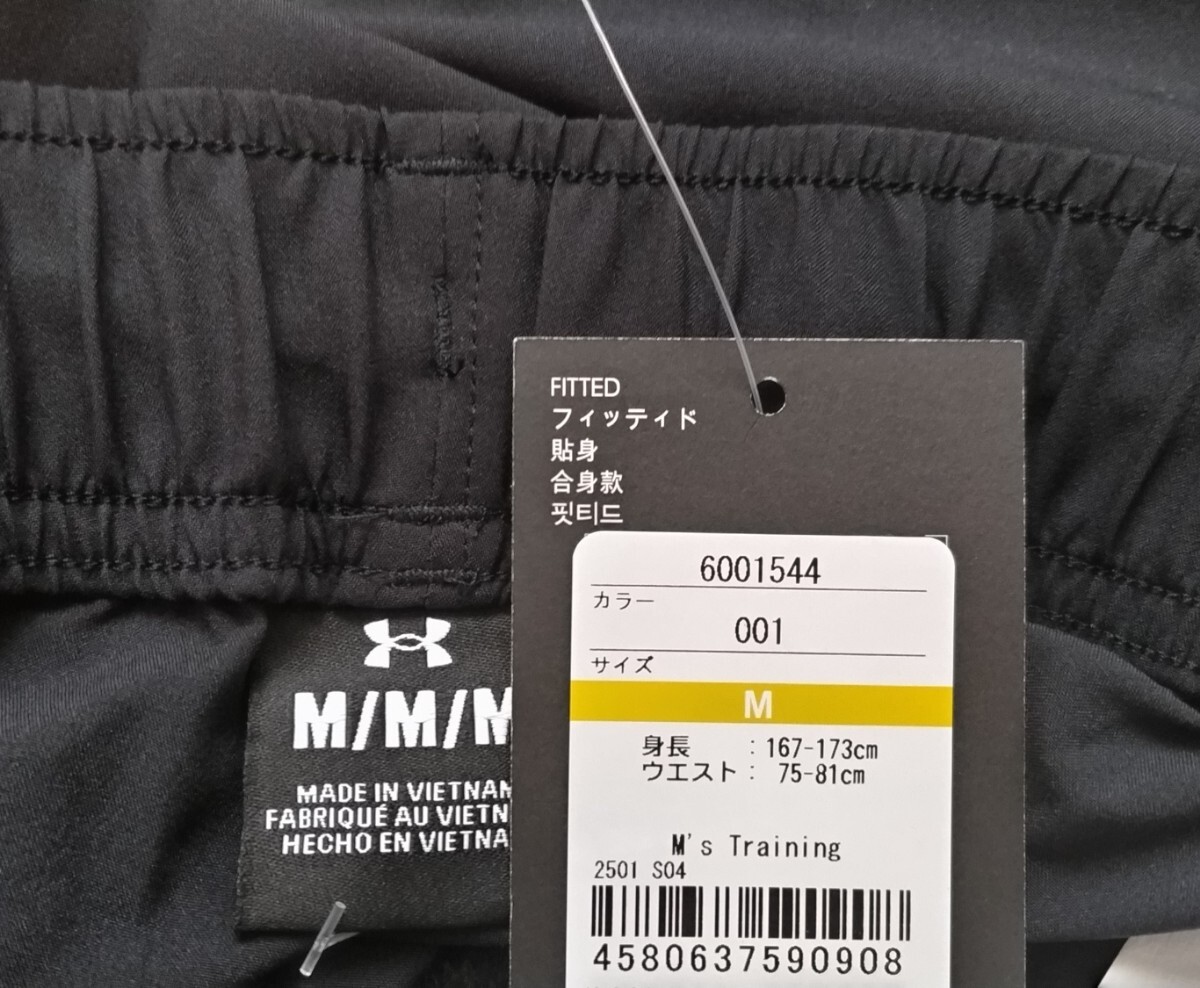 FITTED
フィッティド
貼身
合身款
핏티드
6001544
カラー
001
サイズ
M
身長 : 167-173cm
ウエスト : 75-81cm
M's Training
2501 S04
4580637590908
M/M/M
MADE IN VIETNAM
FABRIQUÉ AU VIETN
HECHO EN VIETNA